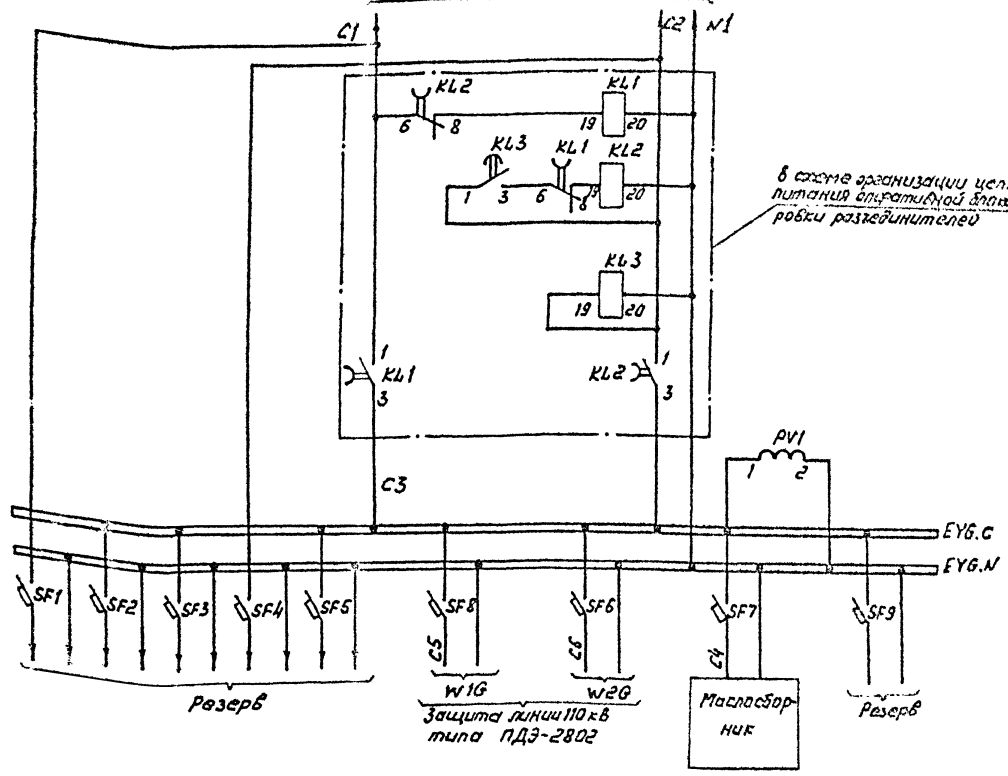 C1
C2 N1
KL2
KL1
6 8
19 20
KL3
KL1
KL2
1 3
6 8
19 20
в схеме организации цепи
питания оперативной блоки-
ровки разъединителей
KL3
19 20
1
KL1
3
1
KL2
3
PV1
1 2
C3
EYG.C
EYG.N
SF1
SF2
SF3
SF4
SF5
SF8
SF6
SF7
SF9
C5
C6
C4
Резерв
W1G
W2G
Защита линии 110 кв
типа ПДЭ-2802
Маслосбор-
ник
Резерв